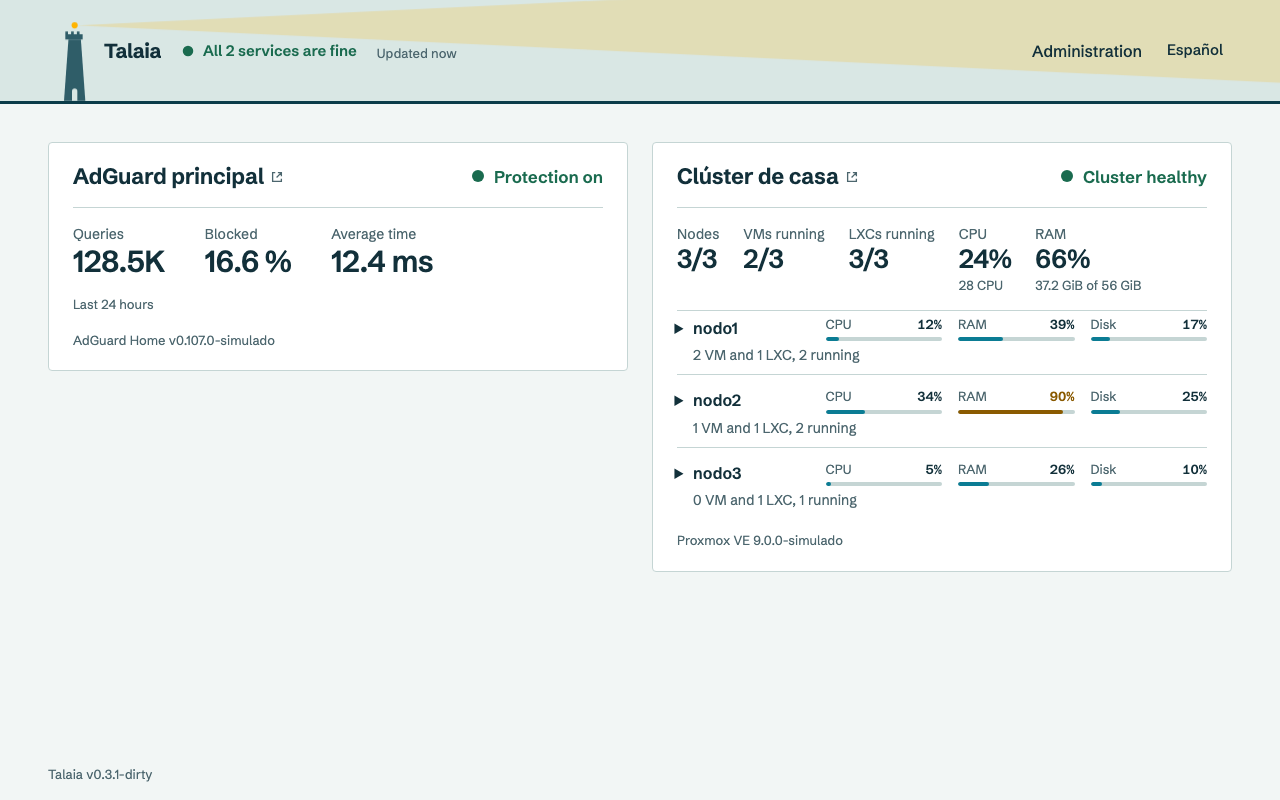 Talaia
All 2 services are fine
Updated now
Administration
Español
AdGuard principal
Protection on
Queries
128.5K
Blocked
16.6 %
Average time
12.4 ms
Last 24 hours
AdGuard Home v0.107.0-simulado
Clúster de casa
Cluster healthy
Nodes
3/3
VMs running
2/3
LXCs running
3/3
CPU
24%
28 CPU
RAM
66%
37.2 GiB of 56 GiB
nodo1
CPU 12%
RAM 39%
Disk 17%
2 VM and 1 LXC, 2 running
nodo2
CPU 34%
RAM 90%
Disk 25%
1 VM and 1 LXC, 2 running
nodo3
CPU 5%
RAM 26%
Disk 10%
0 VM and 1 LXC, 1 running
Proxmox VE 9.0.0-simulado
Talaia v0.3.1-dirty